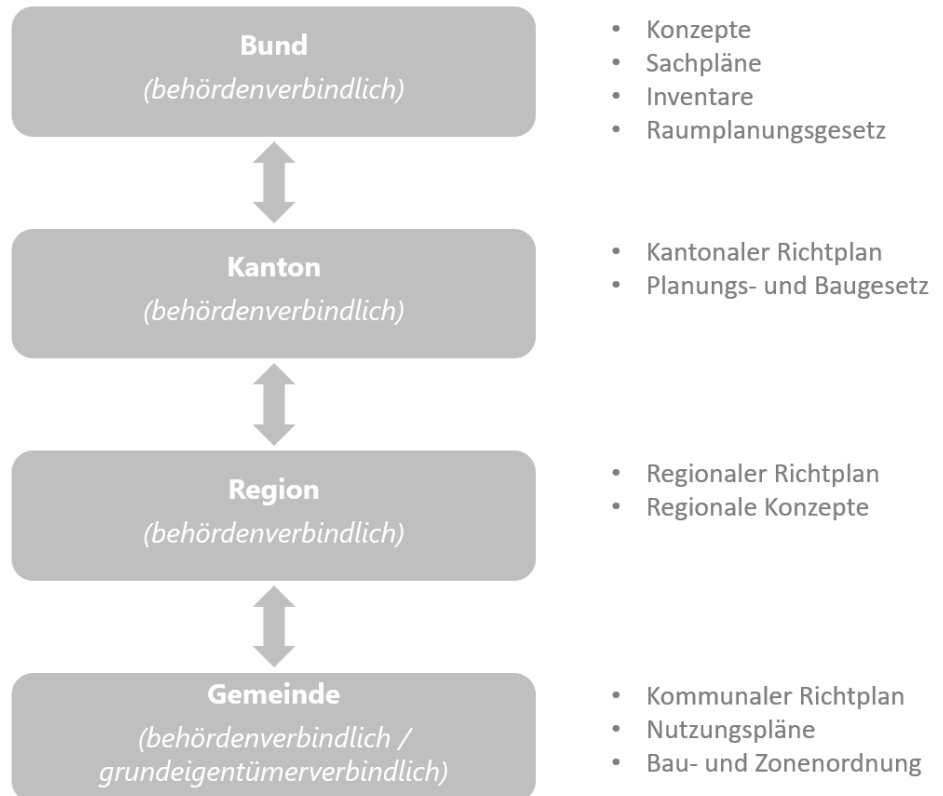 Bund
(behördenverbindlich)
• Konzepte
• Sachpläne
• Inventare
• Raumplanungsgesetz
Kanton
(behördenverbindlich)
• Kantonaler Richtplan
• Planungs- und Baugesetz
Region
(behördenverbindlich)
• Regionaler Richtplan
• Regionale Konzepte
Gemeinde
(behördenverbindlich /
grundeigentümerverbindlich)
• Kommunaler Richtplan
• Nutzungspläne
• Bau- und Zonenordnung